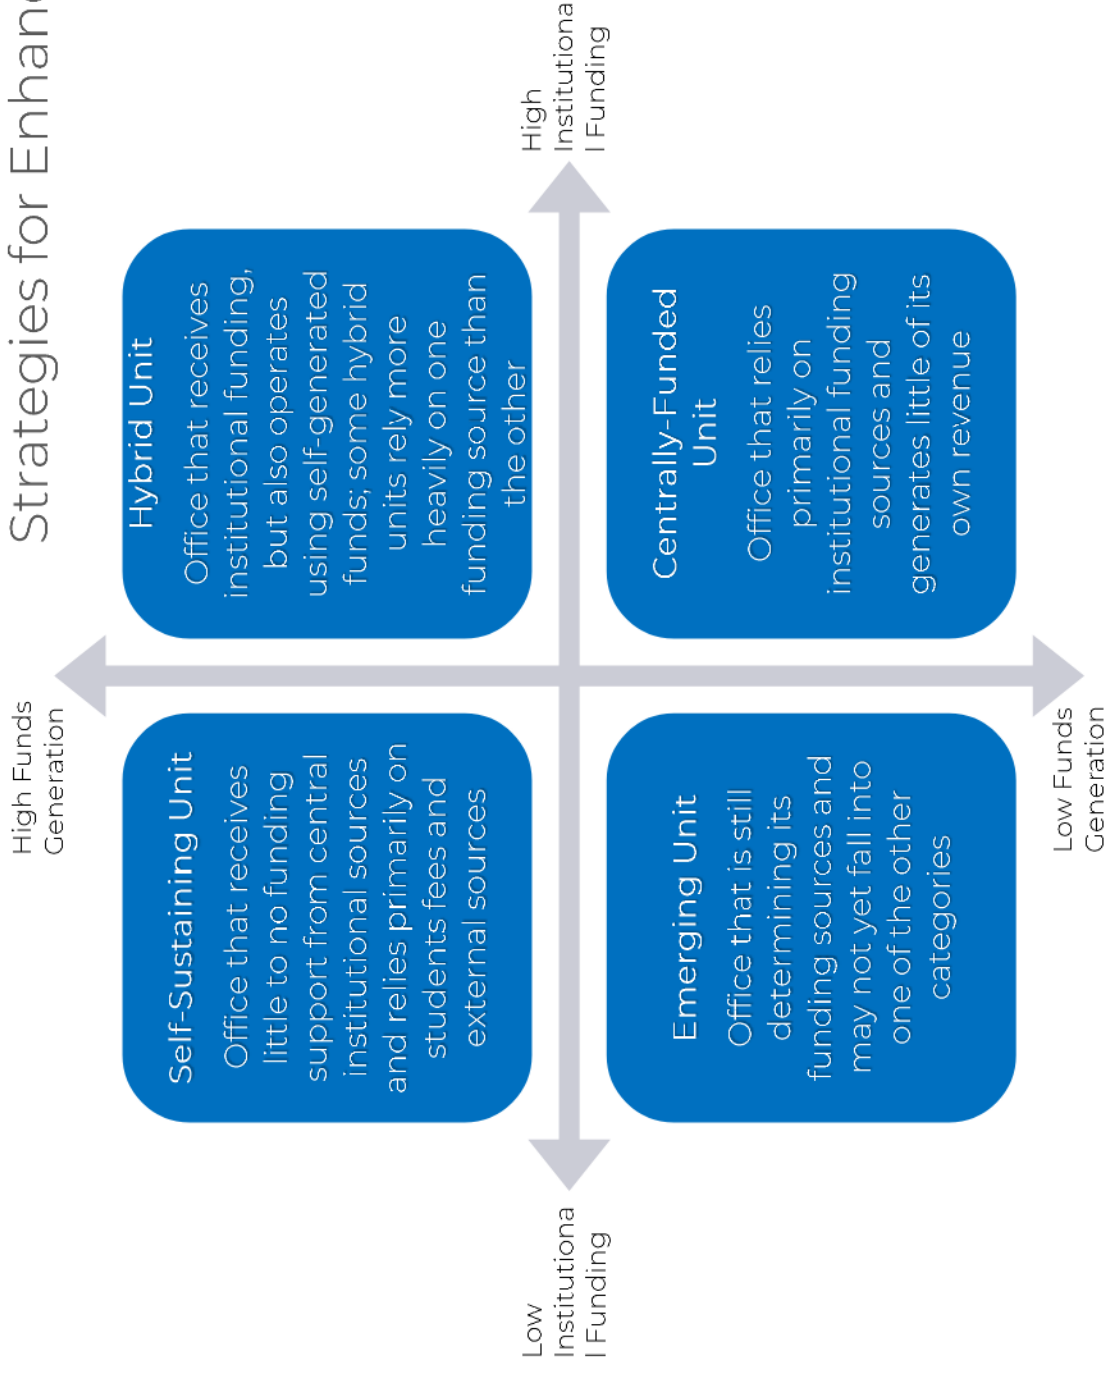 Strategies for Enhanc
High Funds
Generation
Self-Sustaining Unit
Office that receives
little to no funding
support from central
institutional sources
and relies primarily on
students fees and
external sources
Hybrid Unit
Office that receives
institutional funding,
but also operates
using self-generated
funds; some hybrid
units rely more
heavily on one
funding source than
the other
Low
Institutiona
l Funding
High
Institutiona
l Funding
Emerging Unit
Office that is still
determining its
funding sources and
may not yet fall into
one of the other
categories
Centrally-Funded
Unit
Office that relies
primarily on
institutional funding
sources and
generates little of its
own revenue
Low Funds
Generation